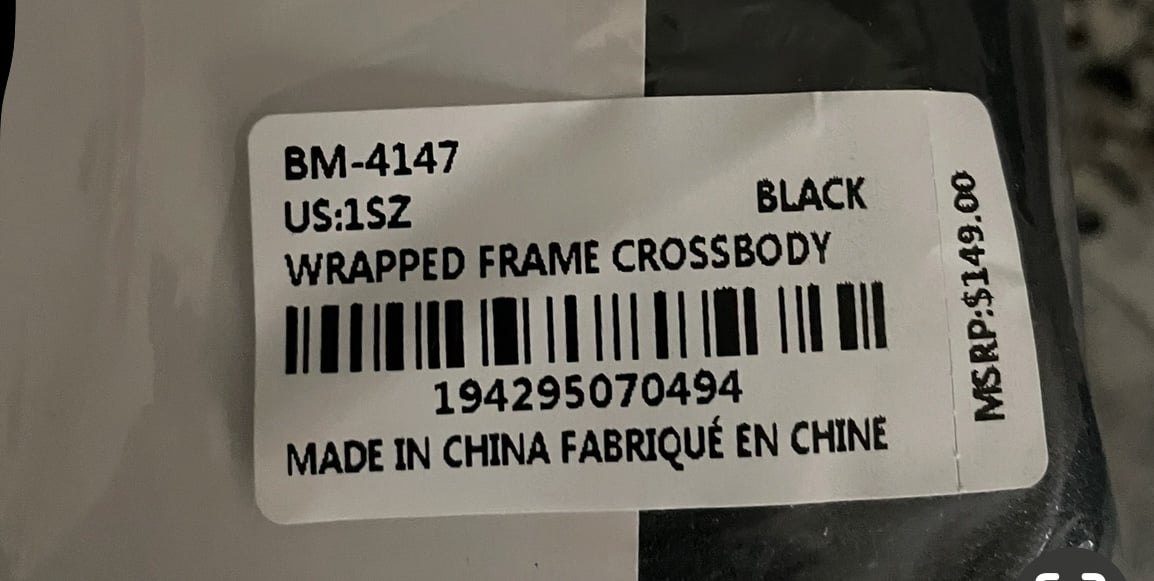 BM-4147
US:1SZ
BLACK
WRAPPED FRAME CROSSBODY
194295070494
MADE IN CHINA FABRIQUÉ EN CHINE
MSRP:$149.00